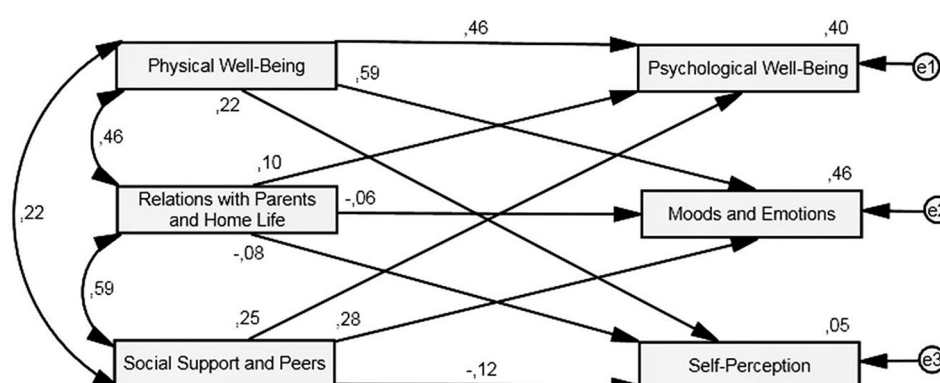 ,46
,40
Physical Well-Being
Psychological Well-Being
e1
,59
,22
,46
,10
,46
Relations with Parents
and Home Life
-,06
Moods and Emotions
,22
-,08
,59
,25
,28
,05
Social Support and Peers
Self-Perception
e3
-,12